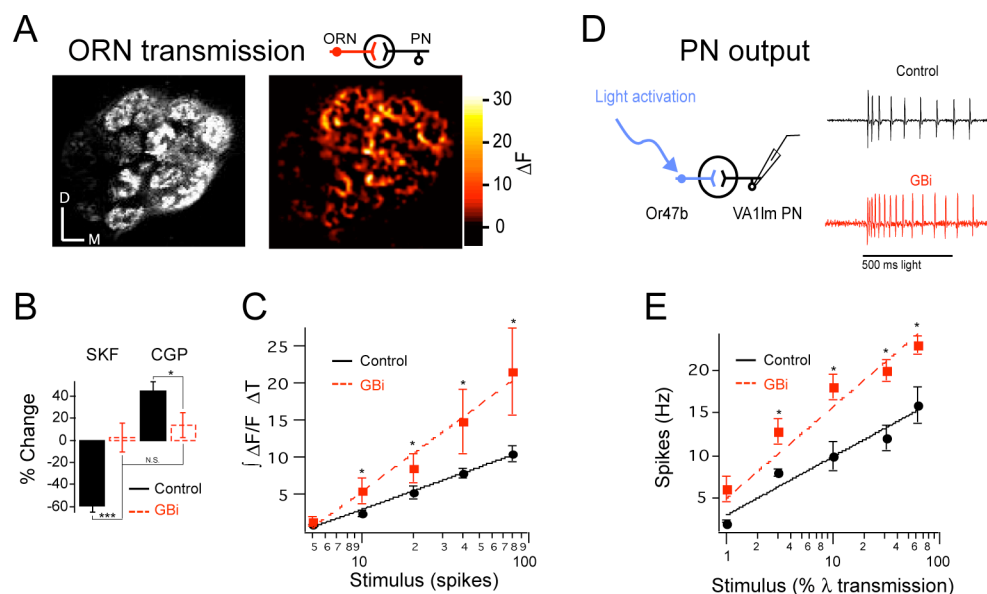 A
ORN transmission
ORN
PN
D
M
30
20
10
0
ΔF
B
SKF
CGP
% Change
40
20
0
-20
-40
-60
*
N.S.
***
Control
GBi
C
Control
GBi
∫ ΔF/F ΔT
25
20
15
10
5
*
*
*
*
5 6 7 8 9 10 2 3 4 5 6 7 8 9 100
Stimulus (spikes)
D
PN output
Light activation
Or47b
VA1lm PN
Control
GBi
500 ms light
E
Control
GBi
Spikes (Hz)
20
15
10
5
*
*
*
*
1 2 4 6 8 10 2 4 6 8 100
Stimulus (% λ transmission)